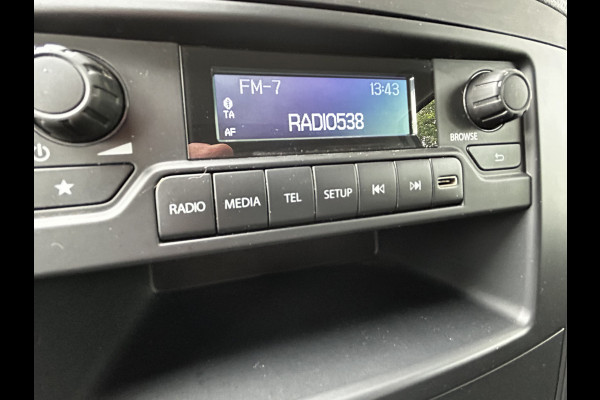 FM-7 13:43
TA
AF RADIO538
BROWSE
RADIO MEDIA TEL SETUP